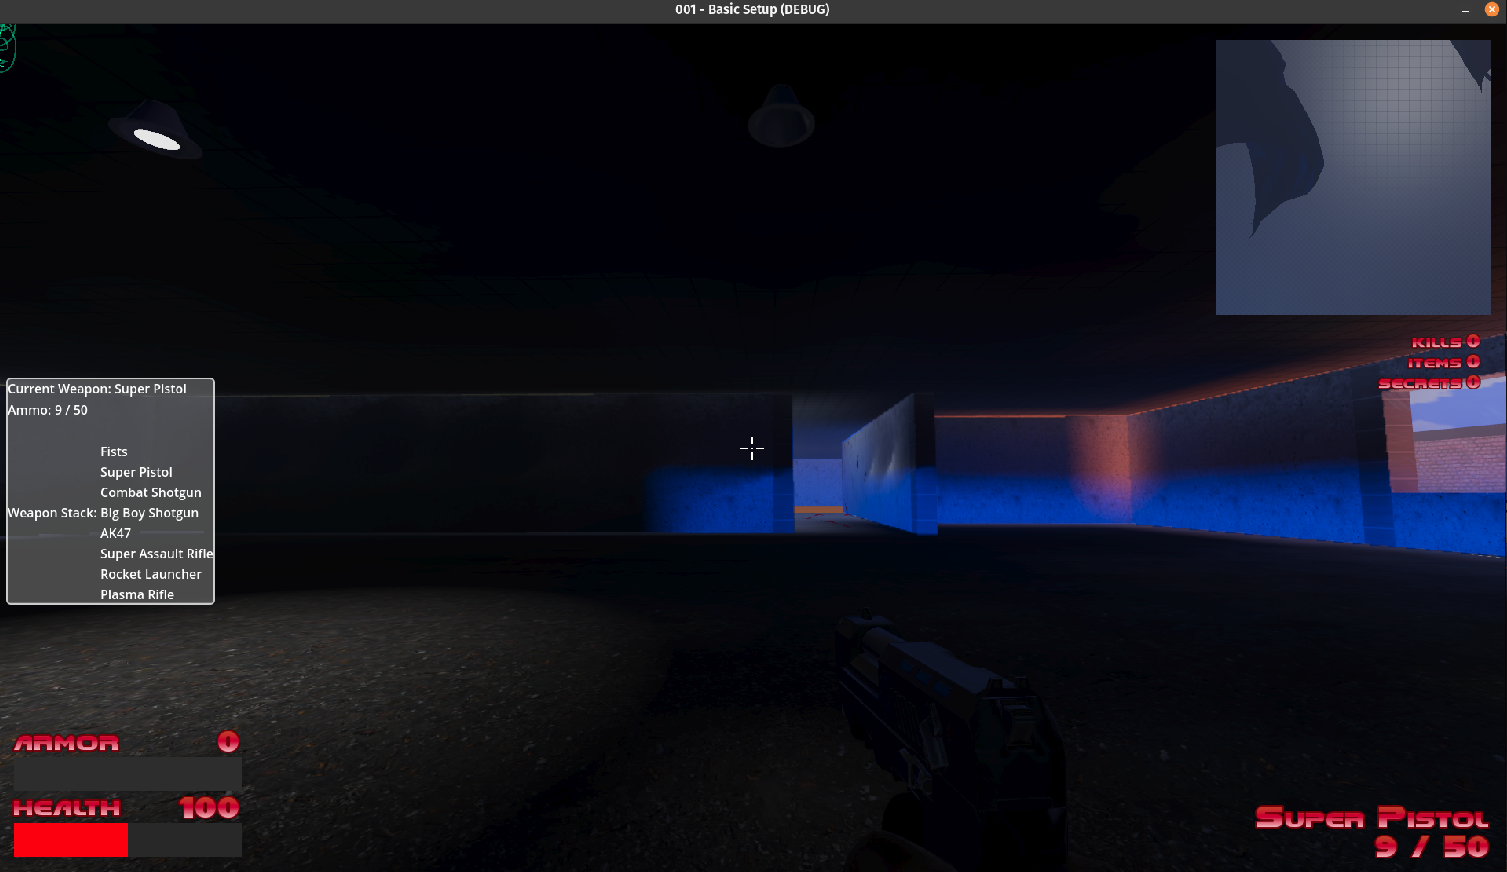 001 - Basic Setup (DEBUG)
KILLS 0
ITEMS 0
SECRETS 0
Current Weapon: Super Pistol
Ammo: 9 / 50
Fists
Super Pistol
Combat Shotgun
Weapon Stack: Big Boy Shotgun
AK47
Super Assault Rifle
Rocket Launcher
Plasma Rifle
ARMOR 0
HEALTH 100
SUPER PISTOL
9 / 50